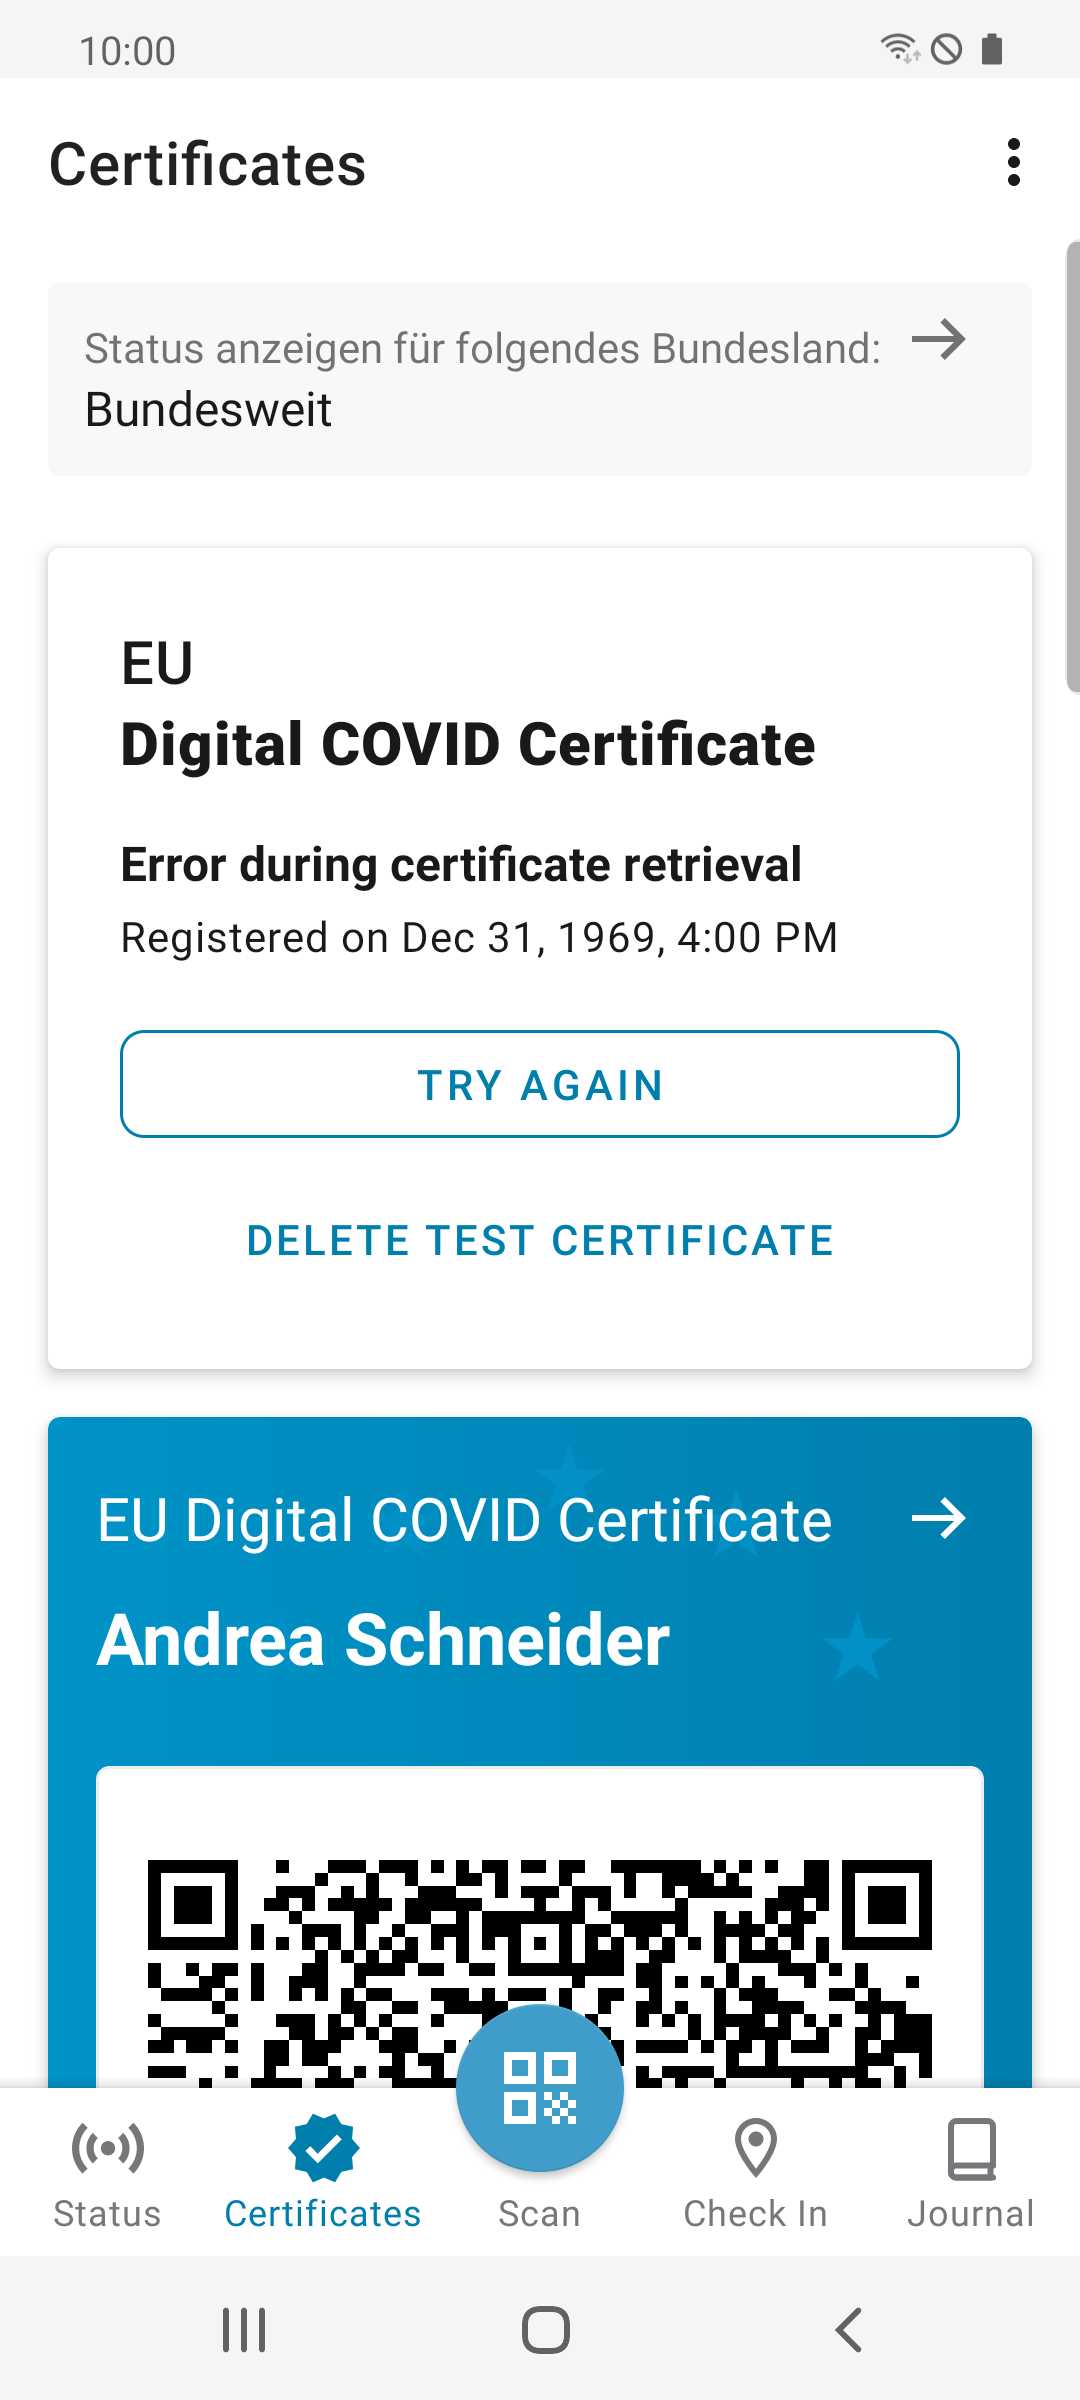 10:00
Certificates
Status anzeigen für folgendes Bundesland:
Bundesweit
EU
Digital COVID Certificate
Error during certificate retrieval
Registered on Dec 31, 1969, 4:00 PM
TRY AGAIN
DELETE TEST CERTIFICATE
EU Digital COVID Certificate
Andrea Schneider
Status
Certificates
Scan
Check In
Journal